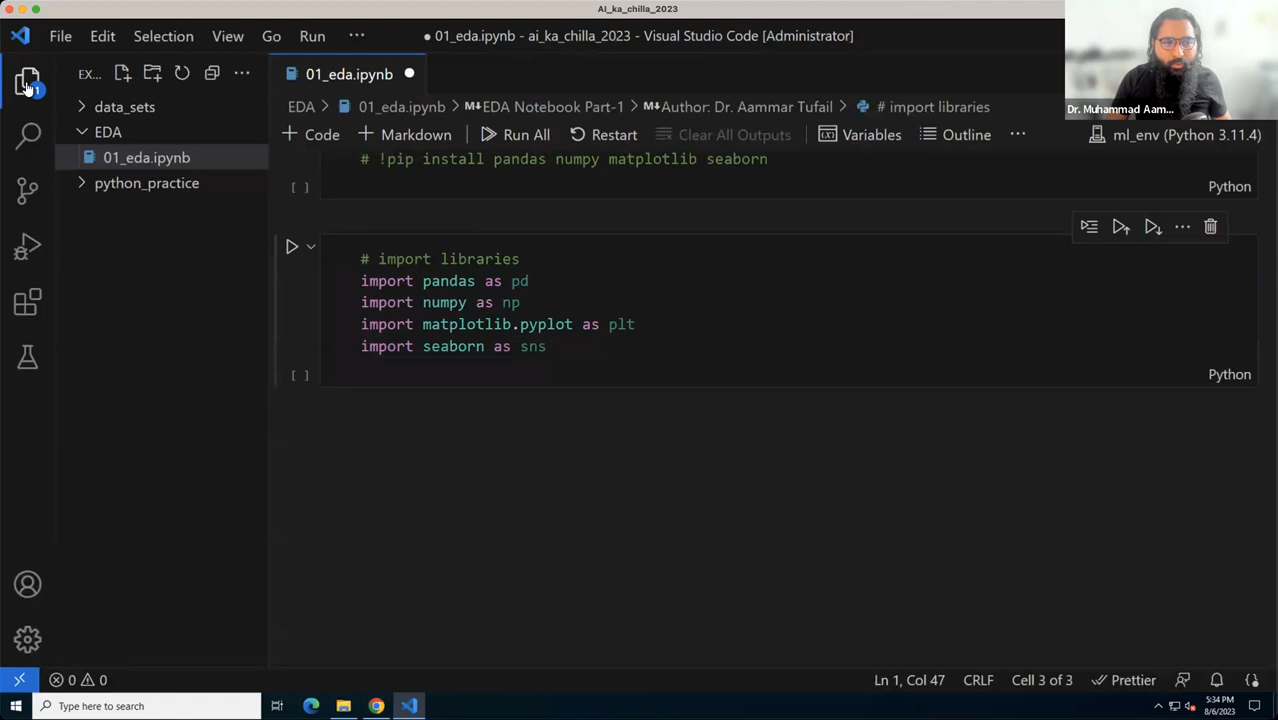 AI_ka_chilla_2023
File Edit Selection View Go Run ··· ● 01_eda.ipynb - ai_ka_chilla_2023 - Visual Studio Code [Administrator]
EX... ···
01_eda.ipynb ●
1
data_sets
EDA
01_eda.ipynb
python_practice
EDA > 01_eda.ipynb > M↓EDA Notebook Part-1 > M↓Author: Dr. Aammar Tufail > # import libraries
+ Code + Markdown Run All Restart Clear All Outputs Variables Outline ··· ml_env (Python 3.11.4)
Dr. Muhammad Aam...
# !pip install pandas numpy matplotlib seaborn
[ ] Python
# import libraries
import pandas as pd
import numpy as np
import matplotlib.pyplot as plt
import seaborn as sns
[ ] Python
0 0 Ln 1, Col 47 CRLF Cell 3 of 3 Prettier
Type here to search
5:34 PM
8/6/2023